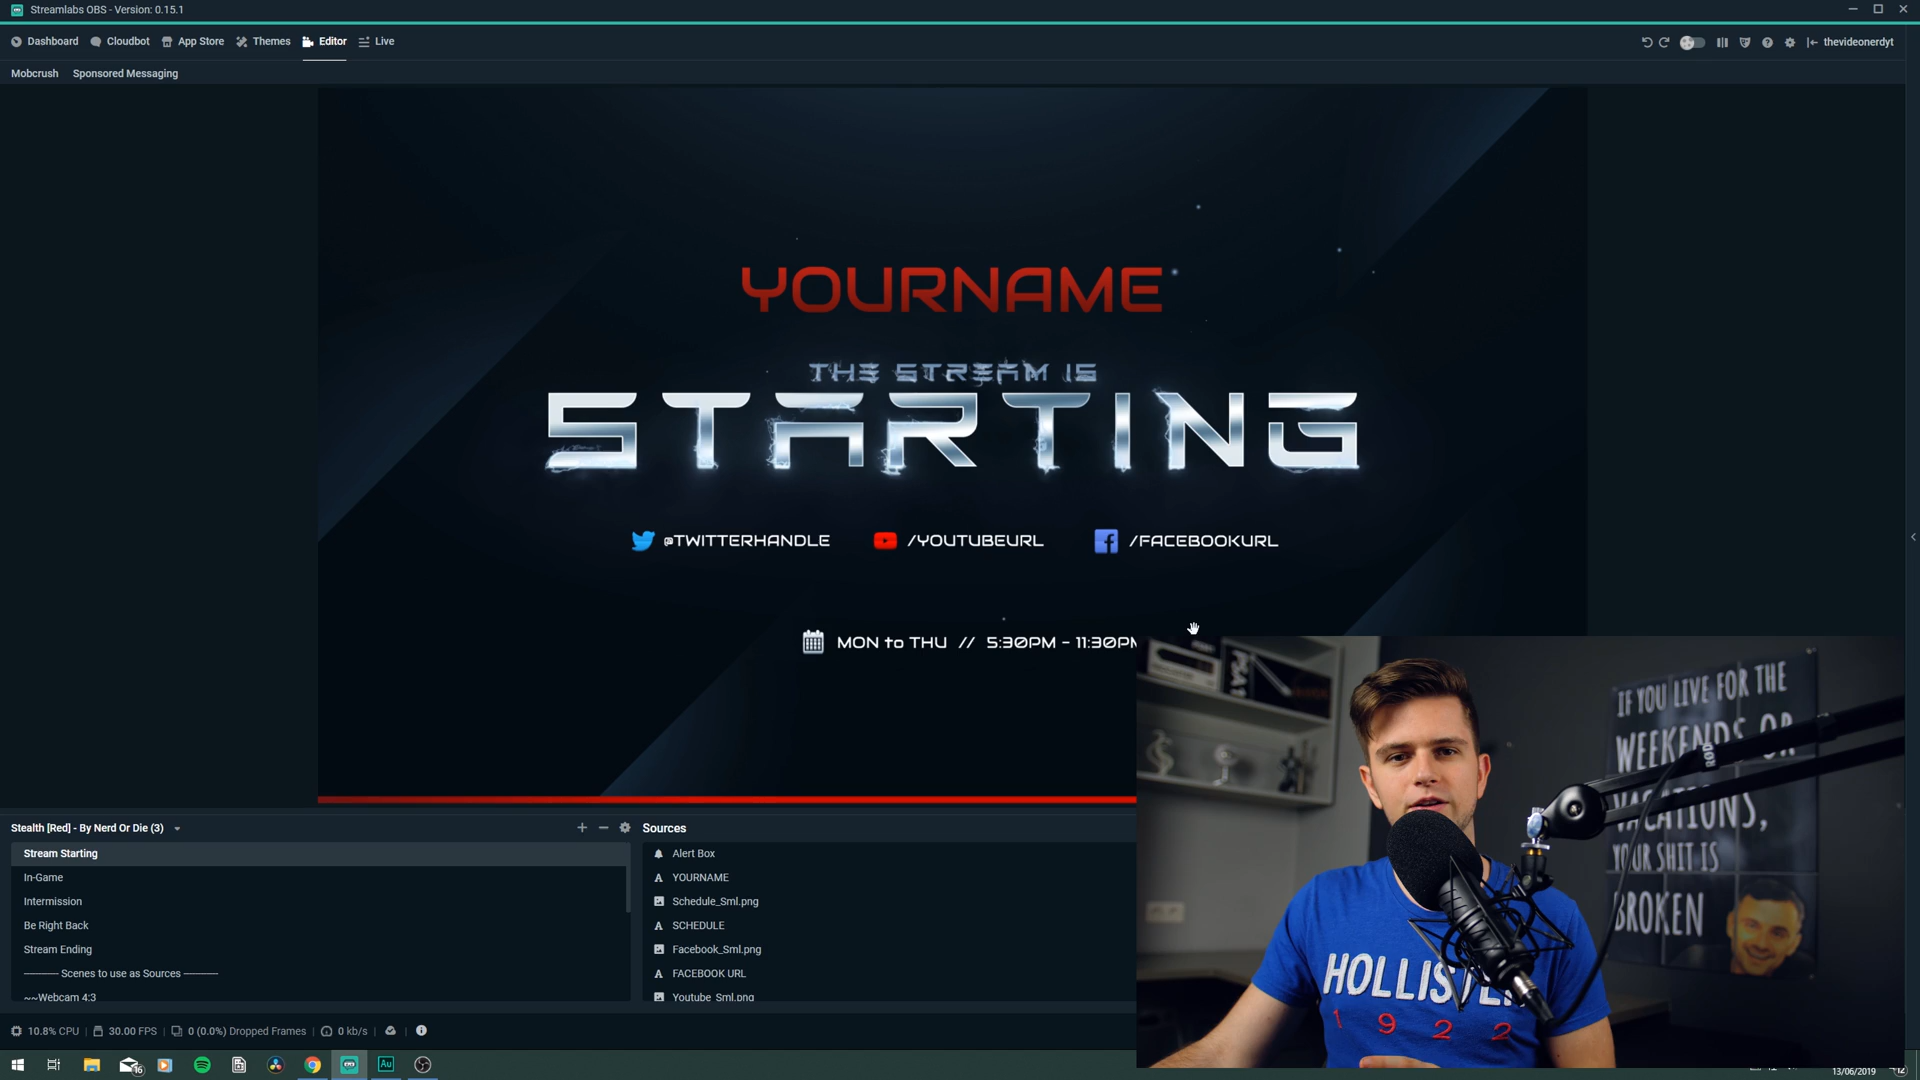 Streamlabs OBS - Version: 0.15.1
Dashboard Cloudbot App Store Themes Editor Live thevideonerdyt
Mobcrush Sponsored Messaging
YOURNAME
THE STREAM IS
STARTING
@TWITTERHANDLE /YOUTUBEURL /FACEBOOKURL
MON to THU // 5:30PM - 11:30PM
IF YOU LIVE FOR THE
WEEKENDS OR
VACATIONS,
YOUR SHIT IS
BROKEN
HOLLISTE
1922
Stealth [Red] - By Nerd Or Die (3)
Stream Starting
In-Game
Intermission
Be Right Back
Stream Ending
Scenes to use as Sources
~~Webcam 4:3
Sources
Alert Box
YOURNAME
Schedule_Sml.png
SCHEDULE
Facebook_Sml.png
FACEBOOK URL
Youtube_Sml.png
10.8% CPU 30.00 FPS 0 (0.0%) Dropped Frames 0 kb/s
16
Au
13/06/2019
12